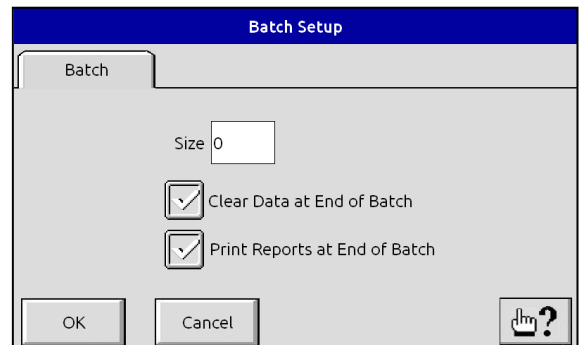 Batch Setup
Batch
Size 0
Clear Data at End of Batch
Print Reports at End of Batch
OK Cancel ?